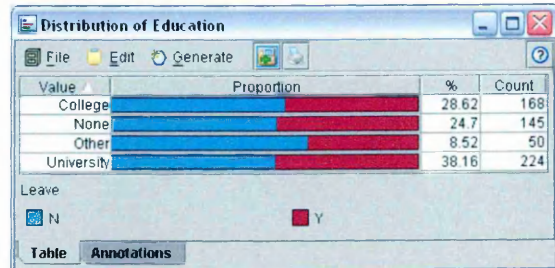 Distribution of Education
File Edit Generate
Value Proportion % Count
College 28.62 168
None 24.7 145
Other 8.52 50
University 38.16 224
Leave
N Y
Table Annotations